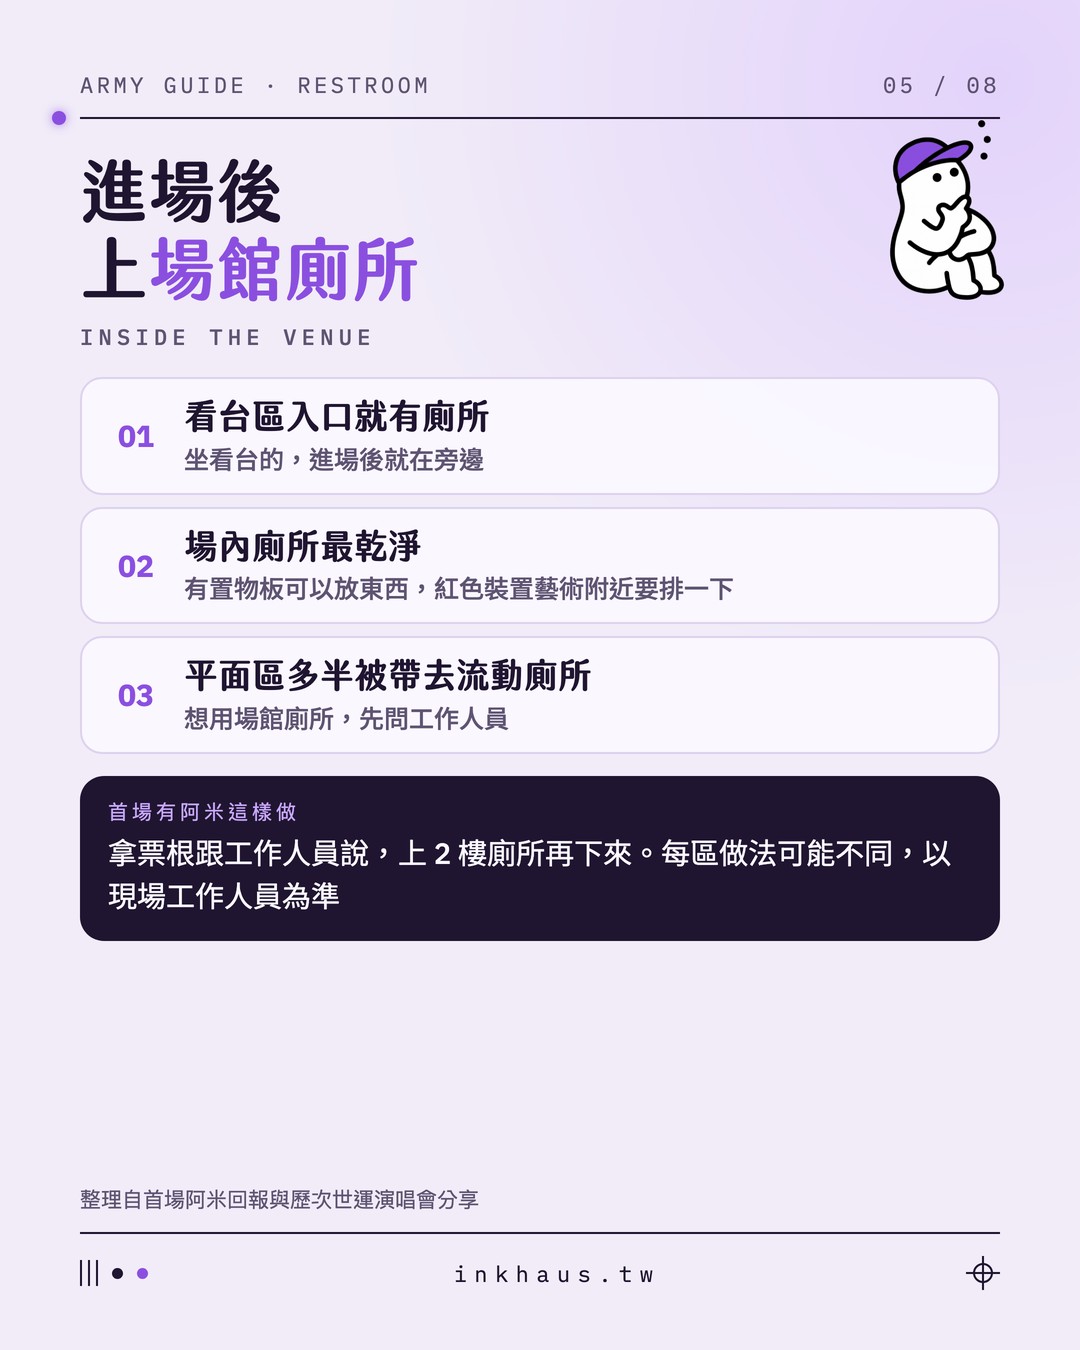 ARMY GUIDE · RESTROOM
05 / 08
進場後
上場館廁所
INSIDE THE VENUE
01
看台區入口就有廁所
坐看台的，進場後就在旁邊
02
場內廁所最乾淨
有置物板可以放東西，紅色裝置藝術附近要排一下
03
平面區多半被帶去流動廁所
想用場館廁所，先問工作人員
首場有阿米這樣做
拿票根跟工作人員說，上 2 樓廁所再下來。每區做法可能不同，以
現場工作人員為準
整理自首場阿米回報與歷次世運演唱會分享
inkhaus.tw